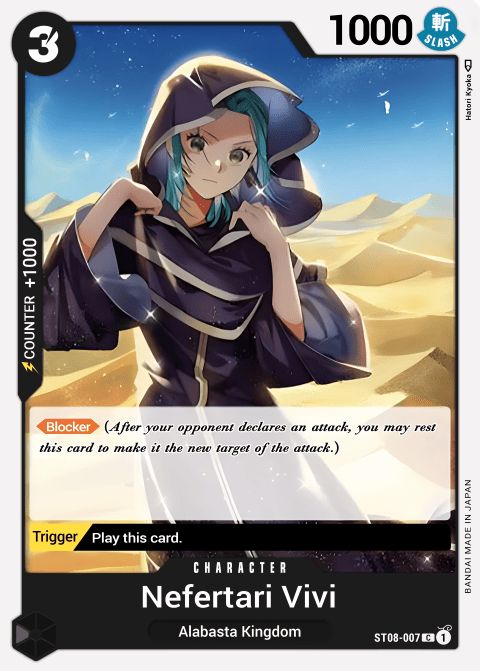 3
1000
斬
SLASH
Hatori Kyoka
COUNTER +1000
Blocker (After your opponent declares an attack, you may rest
this card to make it the new target of the attack.)
Trigger Play this card.
CHARACTER
Nefertari Vivi
Alabasta Kingdom
ST08-007 C 1
BANDAI MADE IN JAPAN